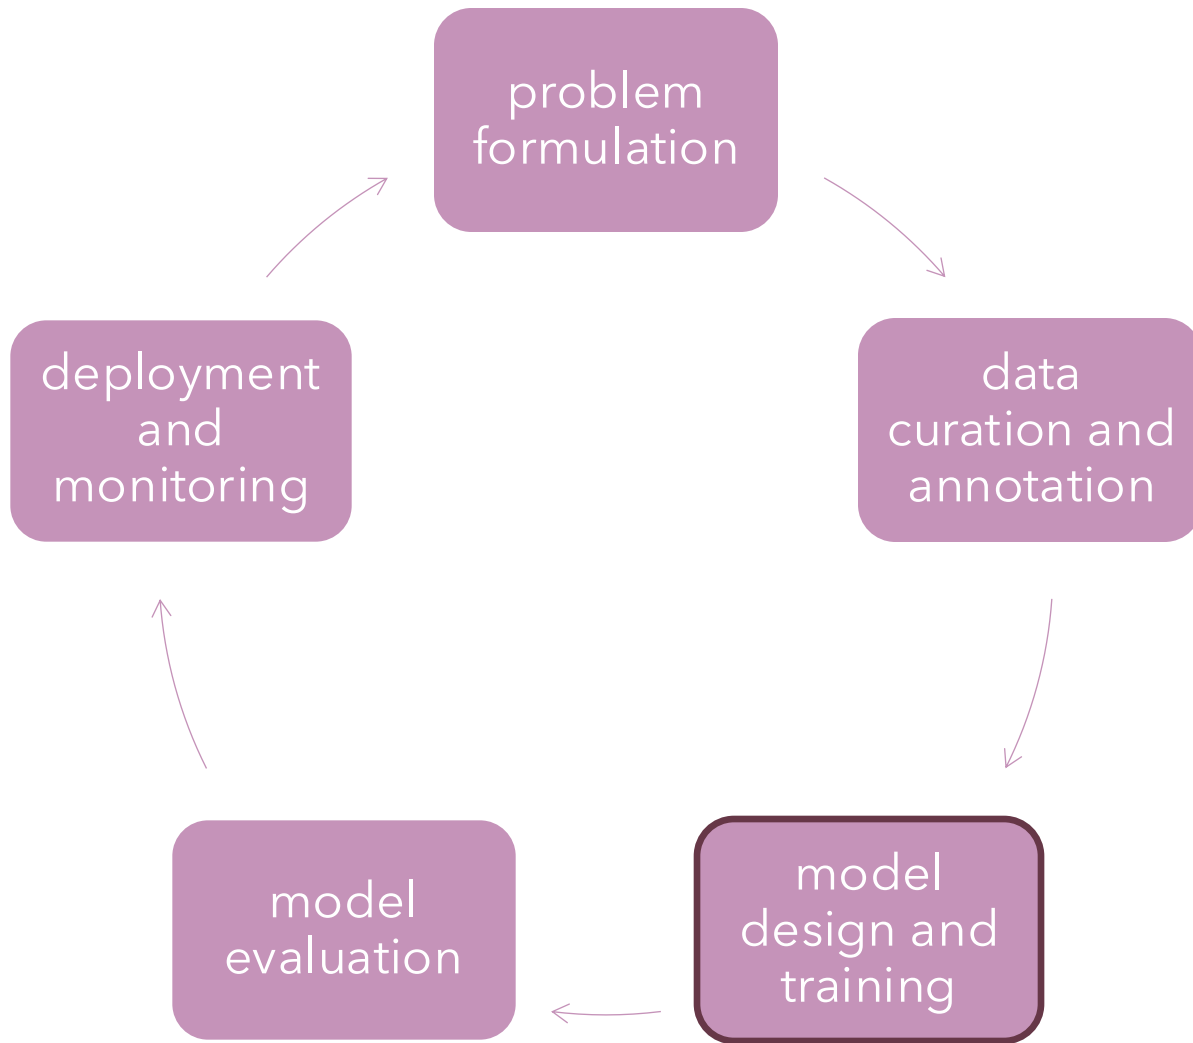 problem
formulation
data
curation and
annotation
model
design and
training
model
evaluation
deployment
and
monitoring